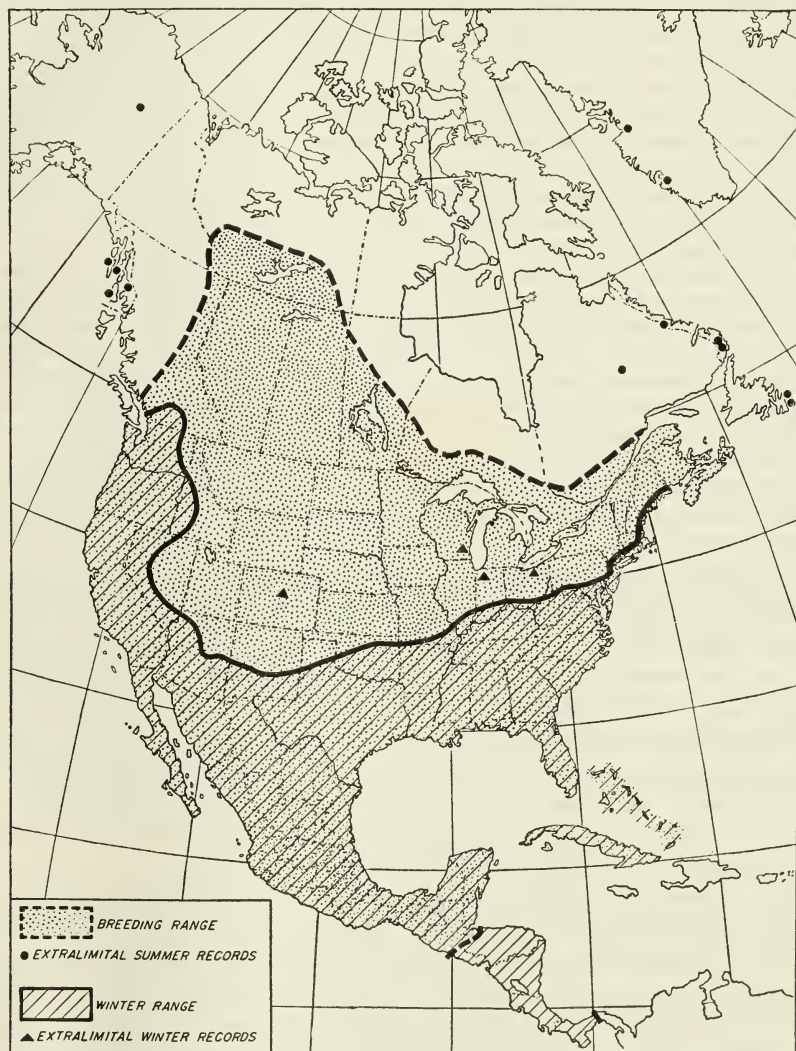 BREEDING RANGE
EXTRALIMITAL SUMMER RECORDS
WINTER RANGE
EXTRALIMITAL WINTER RECORDS